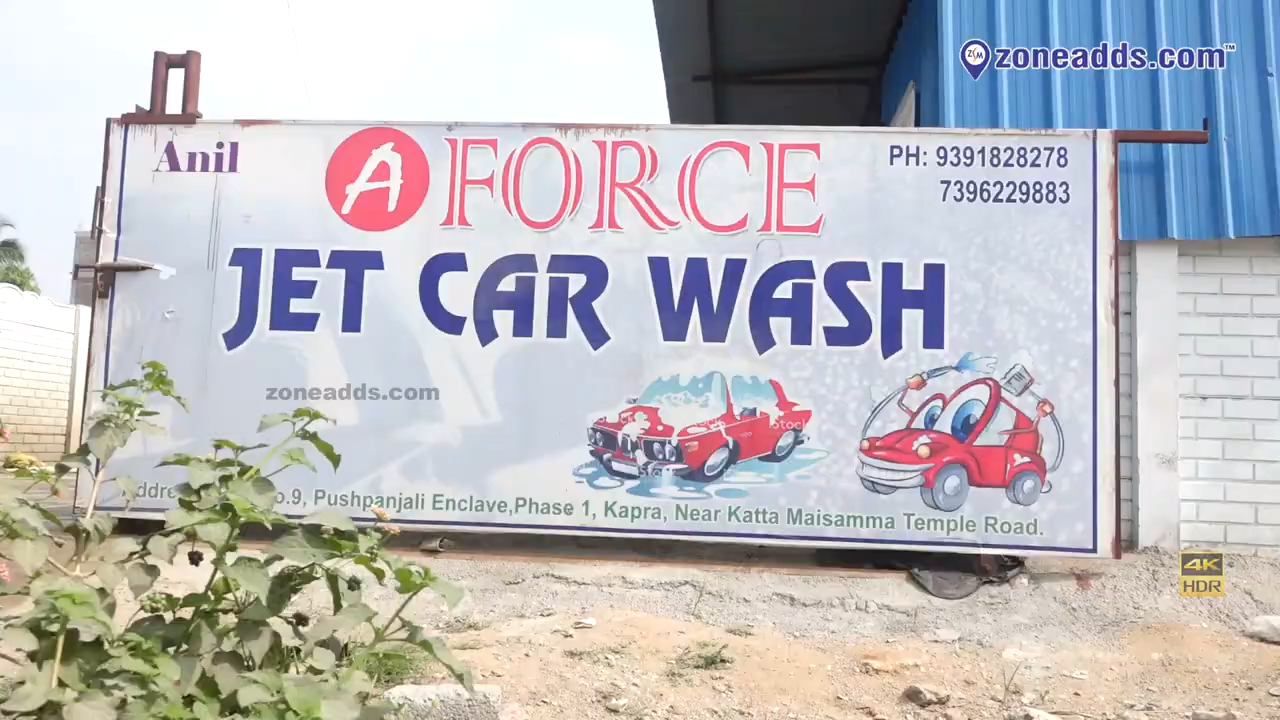 zoneadds.com™
Anil
A FORCE
PH: 9391828278
7396229883
JET CAR WASH
zoneadds.com
.9, Pushpanjali Enclave,Phase 1, Kapra, Near Katta Maisamma Temple Road.
4K
HDR